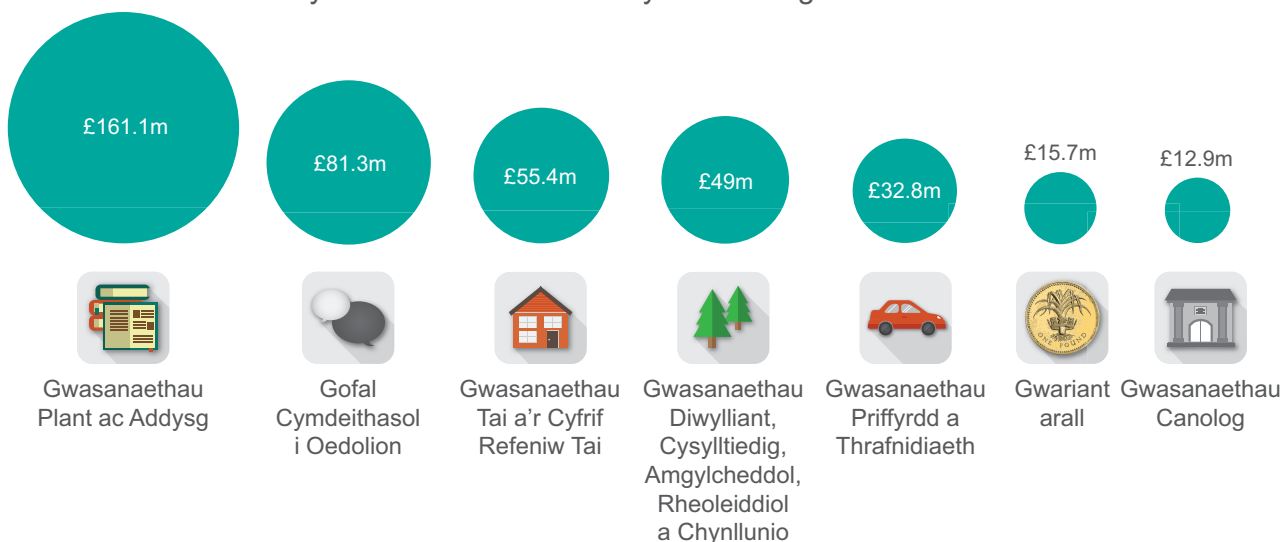 £161.1m
£81.3m
£55.4m
£49m
£32.8m
£15.7m
£12.9m
ONE POUND
Gwasanaethau
Plant ac Addysg
Gofal
Cymdeithasol
i Oedolion
Gwasanaethau
Tai a’r Cyfrif
Refeniw Tai
Gwasanaethau
Diwylliant,
Cysylltiedig,
Amgylcheddol,
Rheoleiddiol
a Chynllunio
Gwasanaethau
Priffyrdd a
Thrafnidiaeth
Gwariant
arall
Gwasanaethau
Canolog